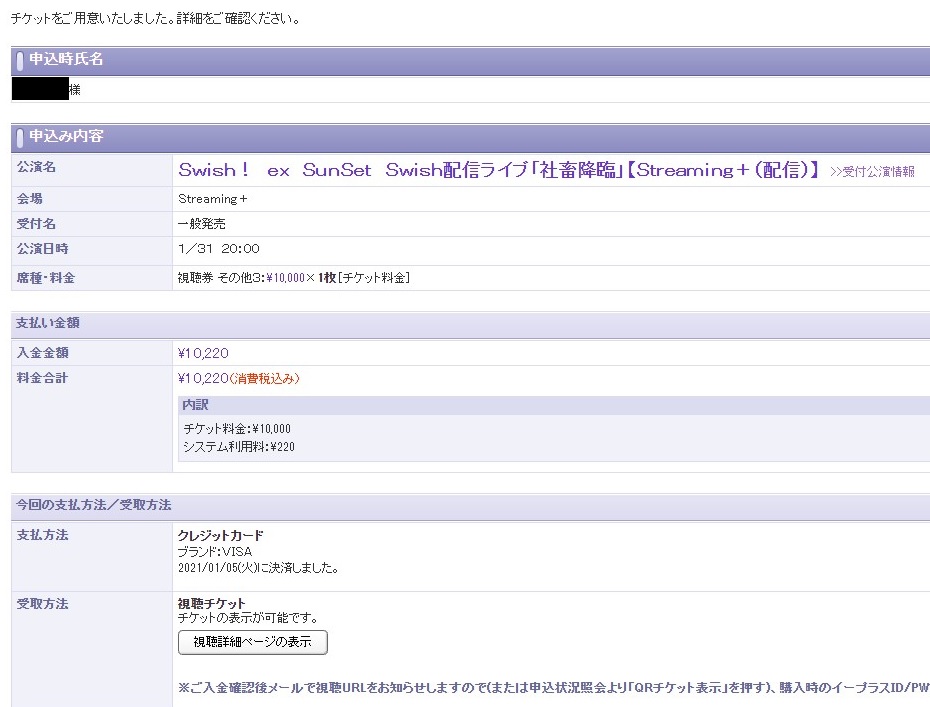 チケットをご用意いたしました。詳細をご確認ください。
申込時氏名
様
申込み内容
公演名 Swish！ ex SunSet Swish配信ライブ「社畜降臨」【Streaming＋（配信）】 >>受付公演情報
会場 Streaming＋
受付名 一般発売
公演日時 1／31 20:00
席種・料金 視聴券 その他3：¥10,000×1枚［チケット料金］
支払い金額
入金金額 ¥10,220
料金合計 ¥10,220（消費税込み）
内訳
チケット料金：¥10,000
システム利用料：¥220
今回の支払方法／受取方法
支払方法 クレジットカード
ブランド：VISA
2021/01/05(火)に決済しました。
受取方法 視聴チケット
チケットの表示が可能です。
視聴詳細ページの表示
※ご入金確認後メールで視聴URLをお知らせしますので(または申込状況照会より「QRチケット表示」を押す)、購入時のイープラスID/PW